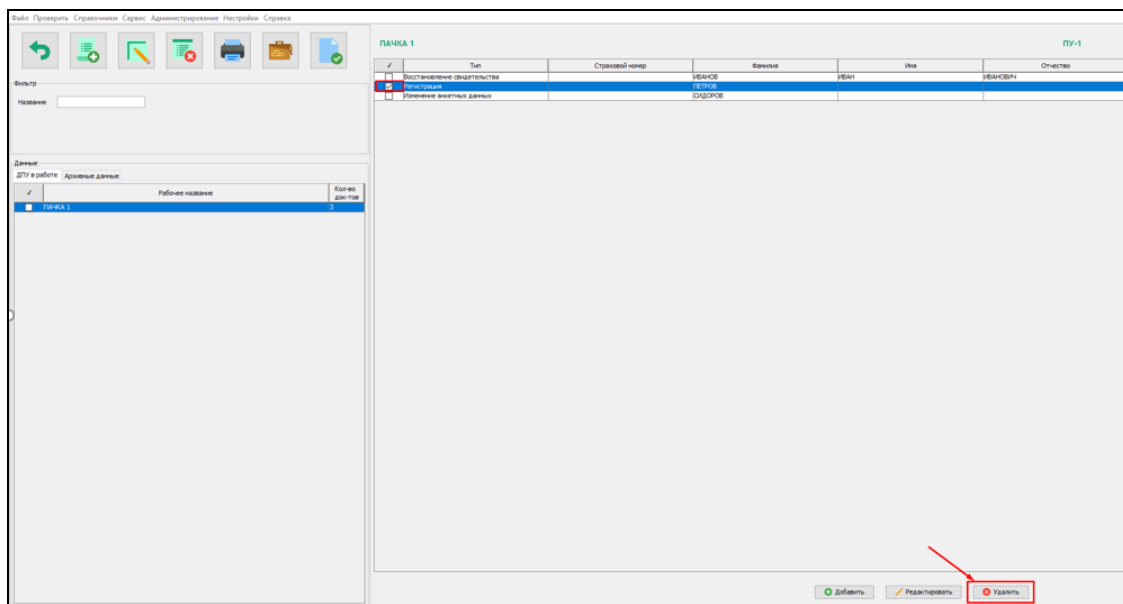 Файл Проверить Справочники Сервис Администрирование Настройки Справка
Фильтр
Название
Данные
ДПУ в работе Архивные данные
✓ Рабочее название Кол-во док-тов
ПАЧКА 1 3
ПАЧКА 1 ПУ-1
✓ Тип Страховой номер Фамилия Имя Отчество
Восстановление свидетельства ИВАНОВ ИВАН ИВАНОВИЧ
Регистрация ПЕТРОВ
Изменение анкетных данных СИДОРОВ
Добавить Редактировать Удалить